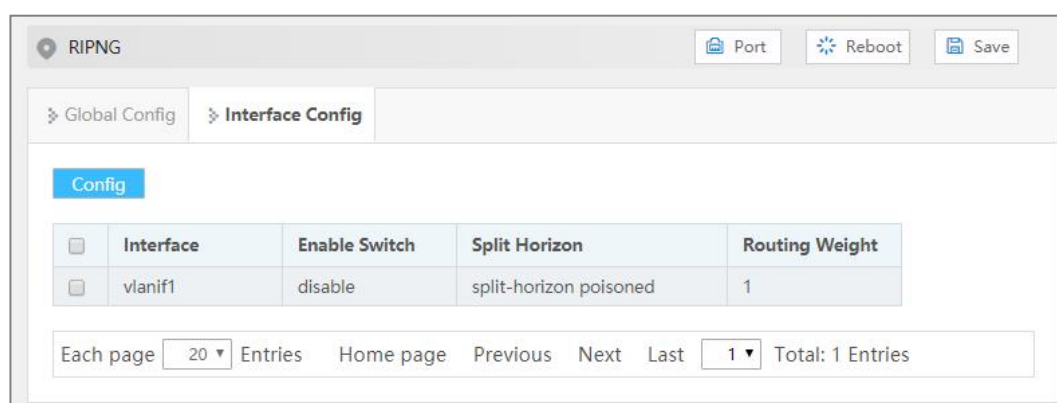 RIPNG Port Reboot Save
Global Config Interface Config
Config
Interface Enable Switch Split Horizon Routing Weight
vlanif1 disable split-horizon poisoned 1
Each page 20 Entries Home page Previous Next Last 1 Total: 1 Entries